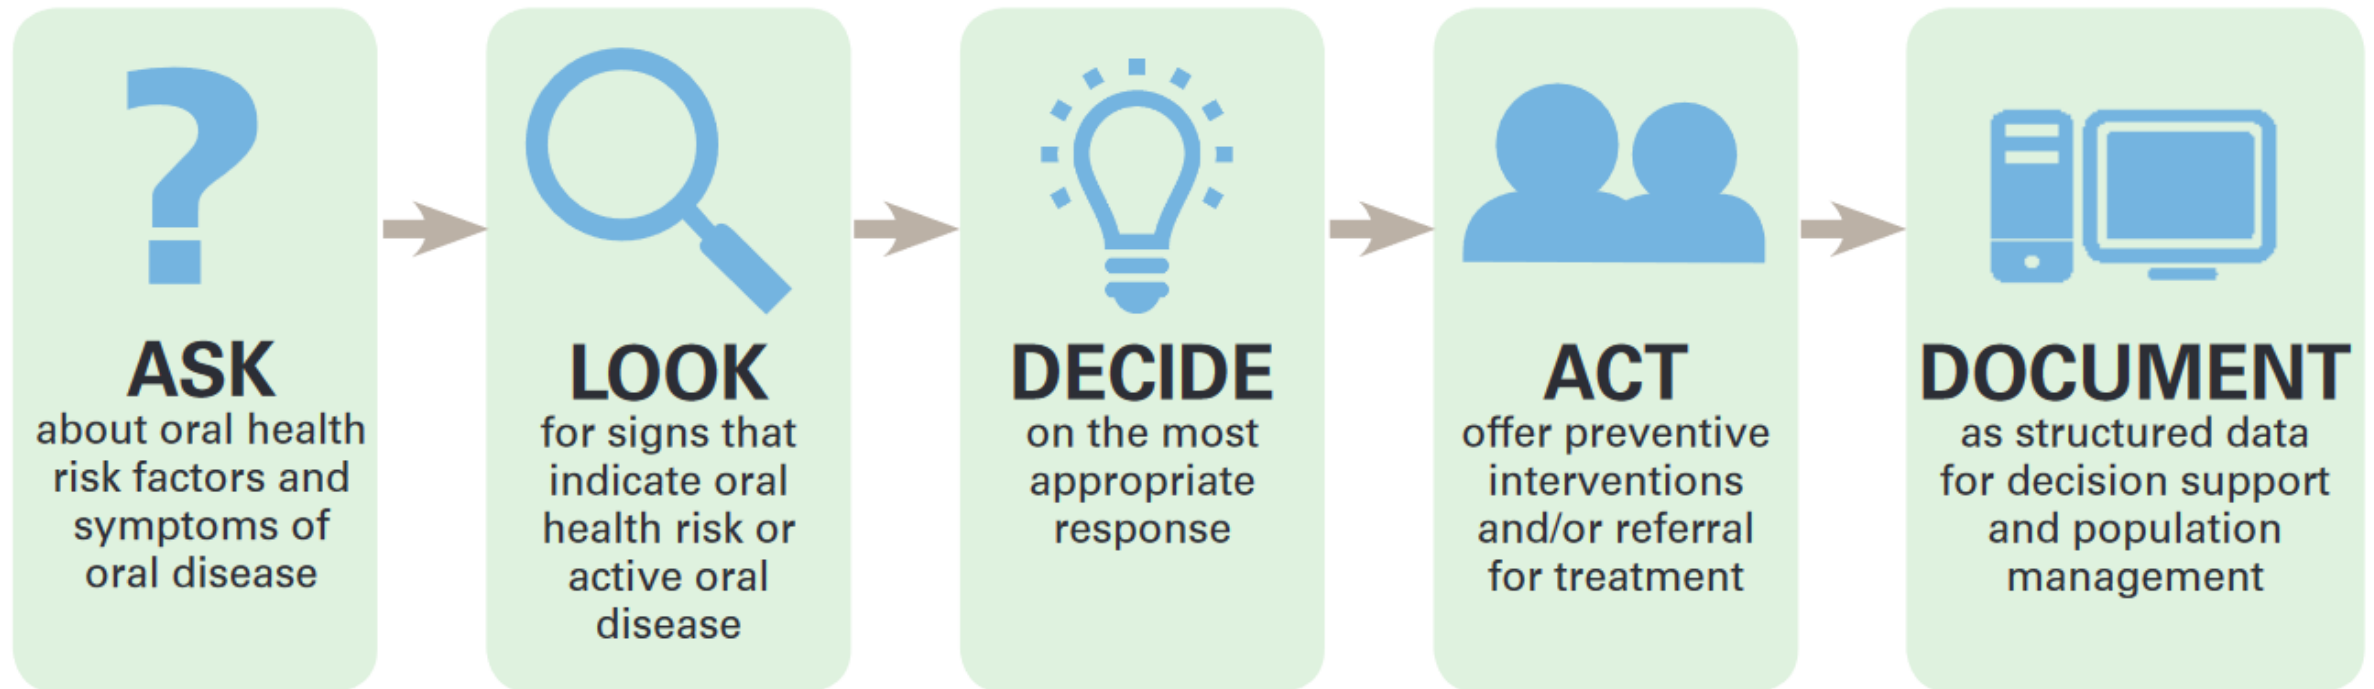 ASK
about oral health
risk factors and
symptoms of
oral disease
LOOK
for signs that
indicate oral
health risk or
active oral
disease
DECIDE
on the most
appropriate
response
ACT
offer preventive
interventions
and/or referral
for treatment
DOCUMENT
as structured data
for decision support
and population
management